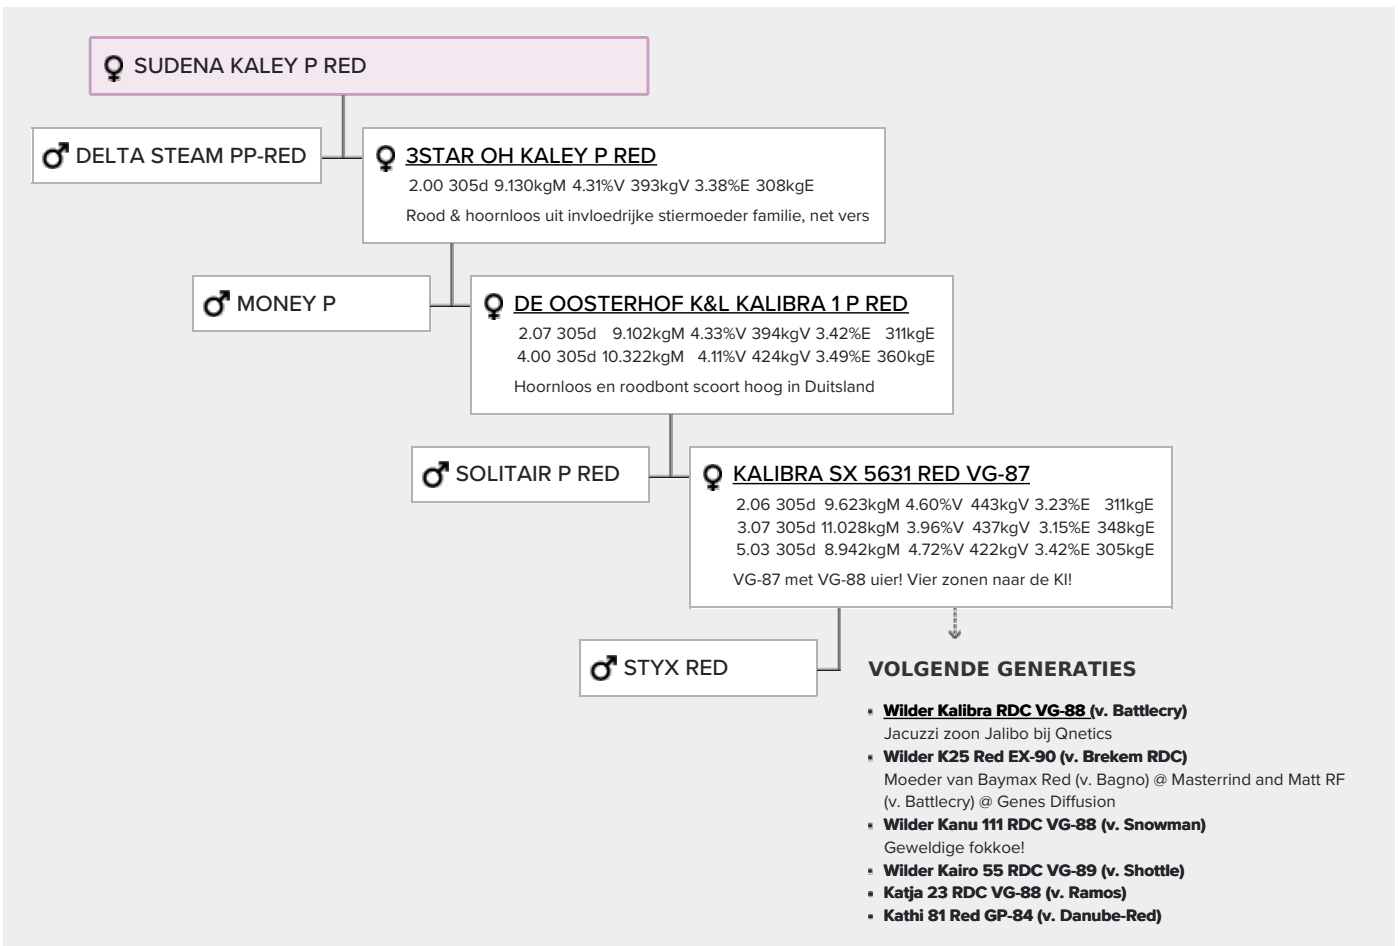 SUDENA KALEY P RED
DELTA STEAM PP-RED
3STAR OH KALEY P RED
2.00 305d 9.130kgM 4.31%V 393kgV 3.38%E 308kgE
Rood & hoornloos uit invloedrijke stiermoeder familie, net vers
MONEY P
DE OOSTERHOF K&L KALIBRA 1 P RED
2.07 305d 9.102kgM 4.33%V 394kgV 3.42%E 311kgE
4.00 305d 10.322kgM 4.11%V 424kgV 3.49%E 360kgE
Hoornloos en roodbont scoort hoog in Duitsland
SOLITAIR P RED
KALIBRA SX 5631 RED VG-87
2.06 305d 9.623kgM 4.60%V 443kgV 3.23%E 311kgE
3.07 305d 11.028kgM 3.96%V 437kgV 3.15%E 348kgE
5.03 305d 8.942kgM 4.72%V 422kgV 3.42%E 305kgE
VG-87 met VG-88 uier! Vier zonen naar de KI!
STYX RED
VOLGENDE GENERATIES
Wilder Kalibra RDC VG-88 (v. Battlecry)
Jacuzzi zoon Jalibo bij Qnetics
Wilder K25 Red EX-90 (v. Brekem RDC)
Moeder van Baymax Red (v. Bagno) @ Masterrind and Matt RF
(v. Battlecry) @ Genes Diffusion
Wilder Kanu 111 RDC VG-88 (v. Snowman)
Geweldige fokkoe!
Wilder Kairo 55 RDC VG-89 (v. Shottle)
Katja 23 RDC VG-88 (v. Ramos)
Kathi 81 Red GP-84 (v. Danube-Red)